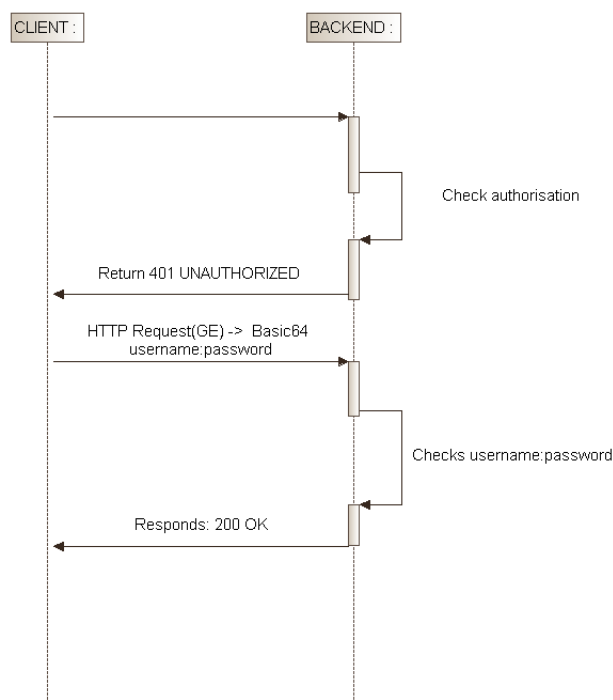 CLIENT :
BACKEND :
Check authorisation
Return 401 UNAUTHORIZED
HTTP Request(GE) -> Basic64
username:password
Checks username:password
Responds: 200 OK